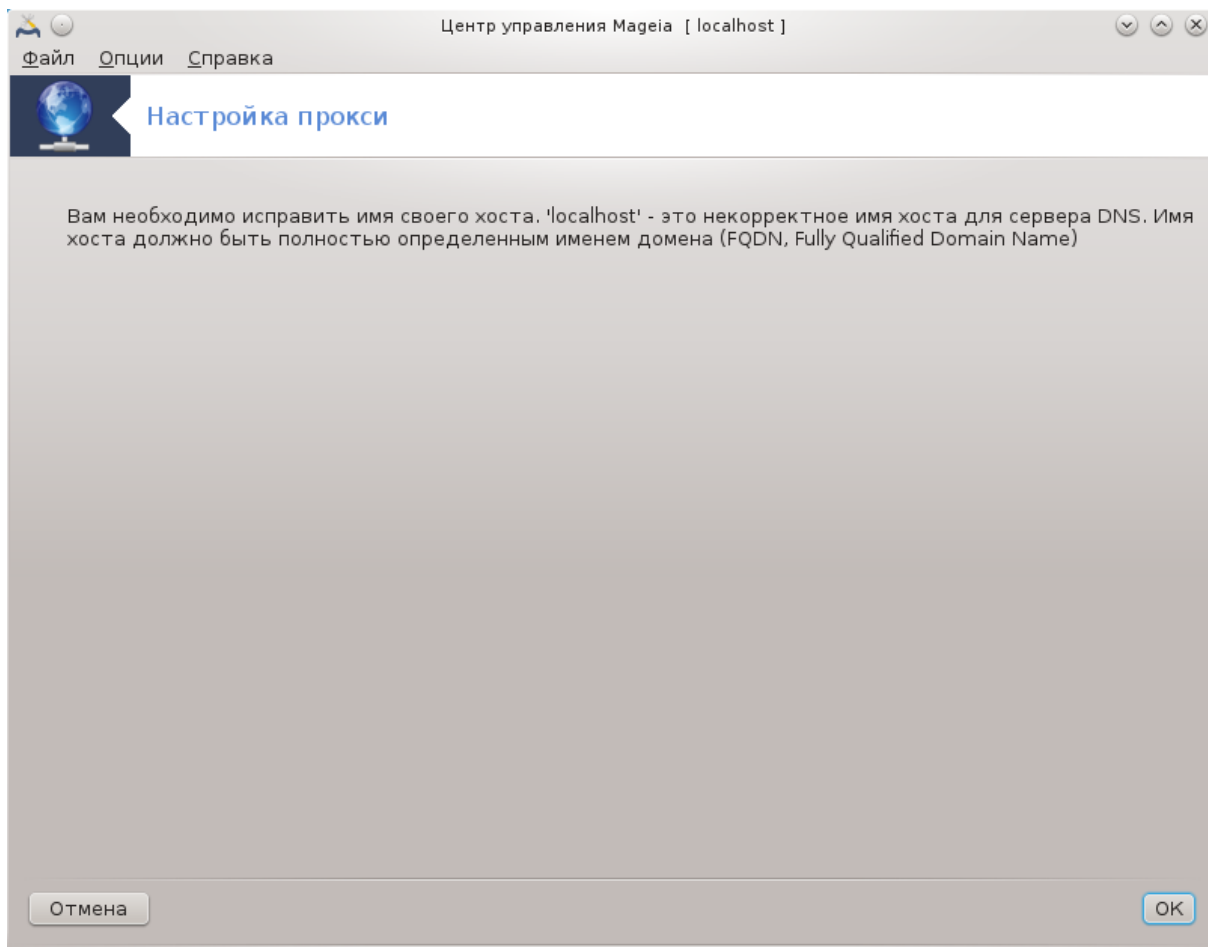 Центр управления Mageia [ localhost ]
Файл Опции Справка
Настройка прокси
Вам необходимо исправить имя своего хоста. 'localhost' - это некорректное имя хоста для сервера DNS. Имя
хоста должно быть полностью определенным именем домена (FQDN, Fully Qualified Domain Name)
Отмена OK